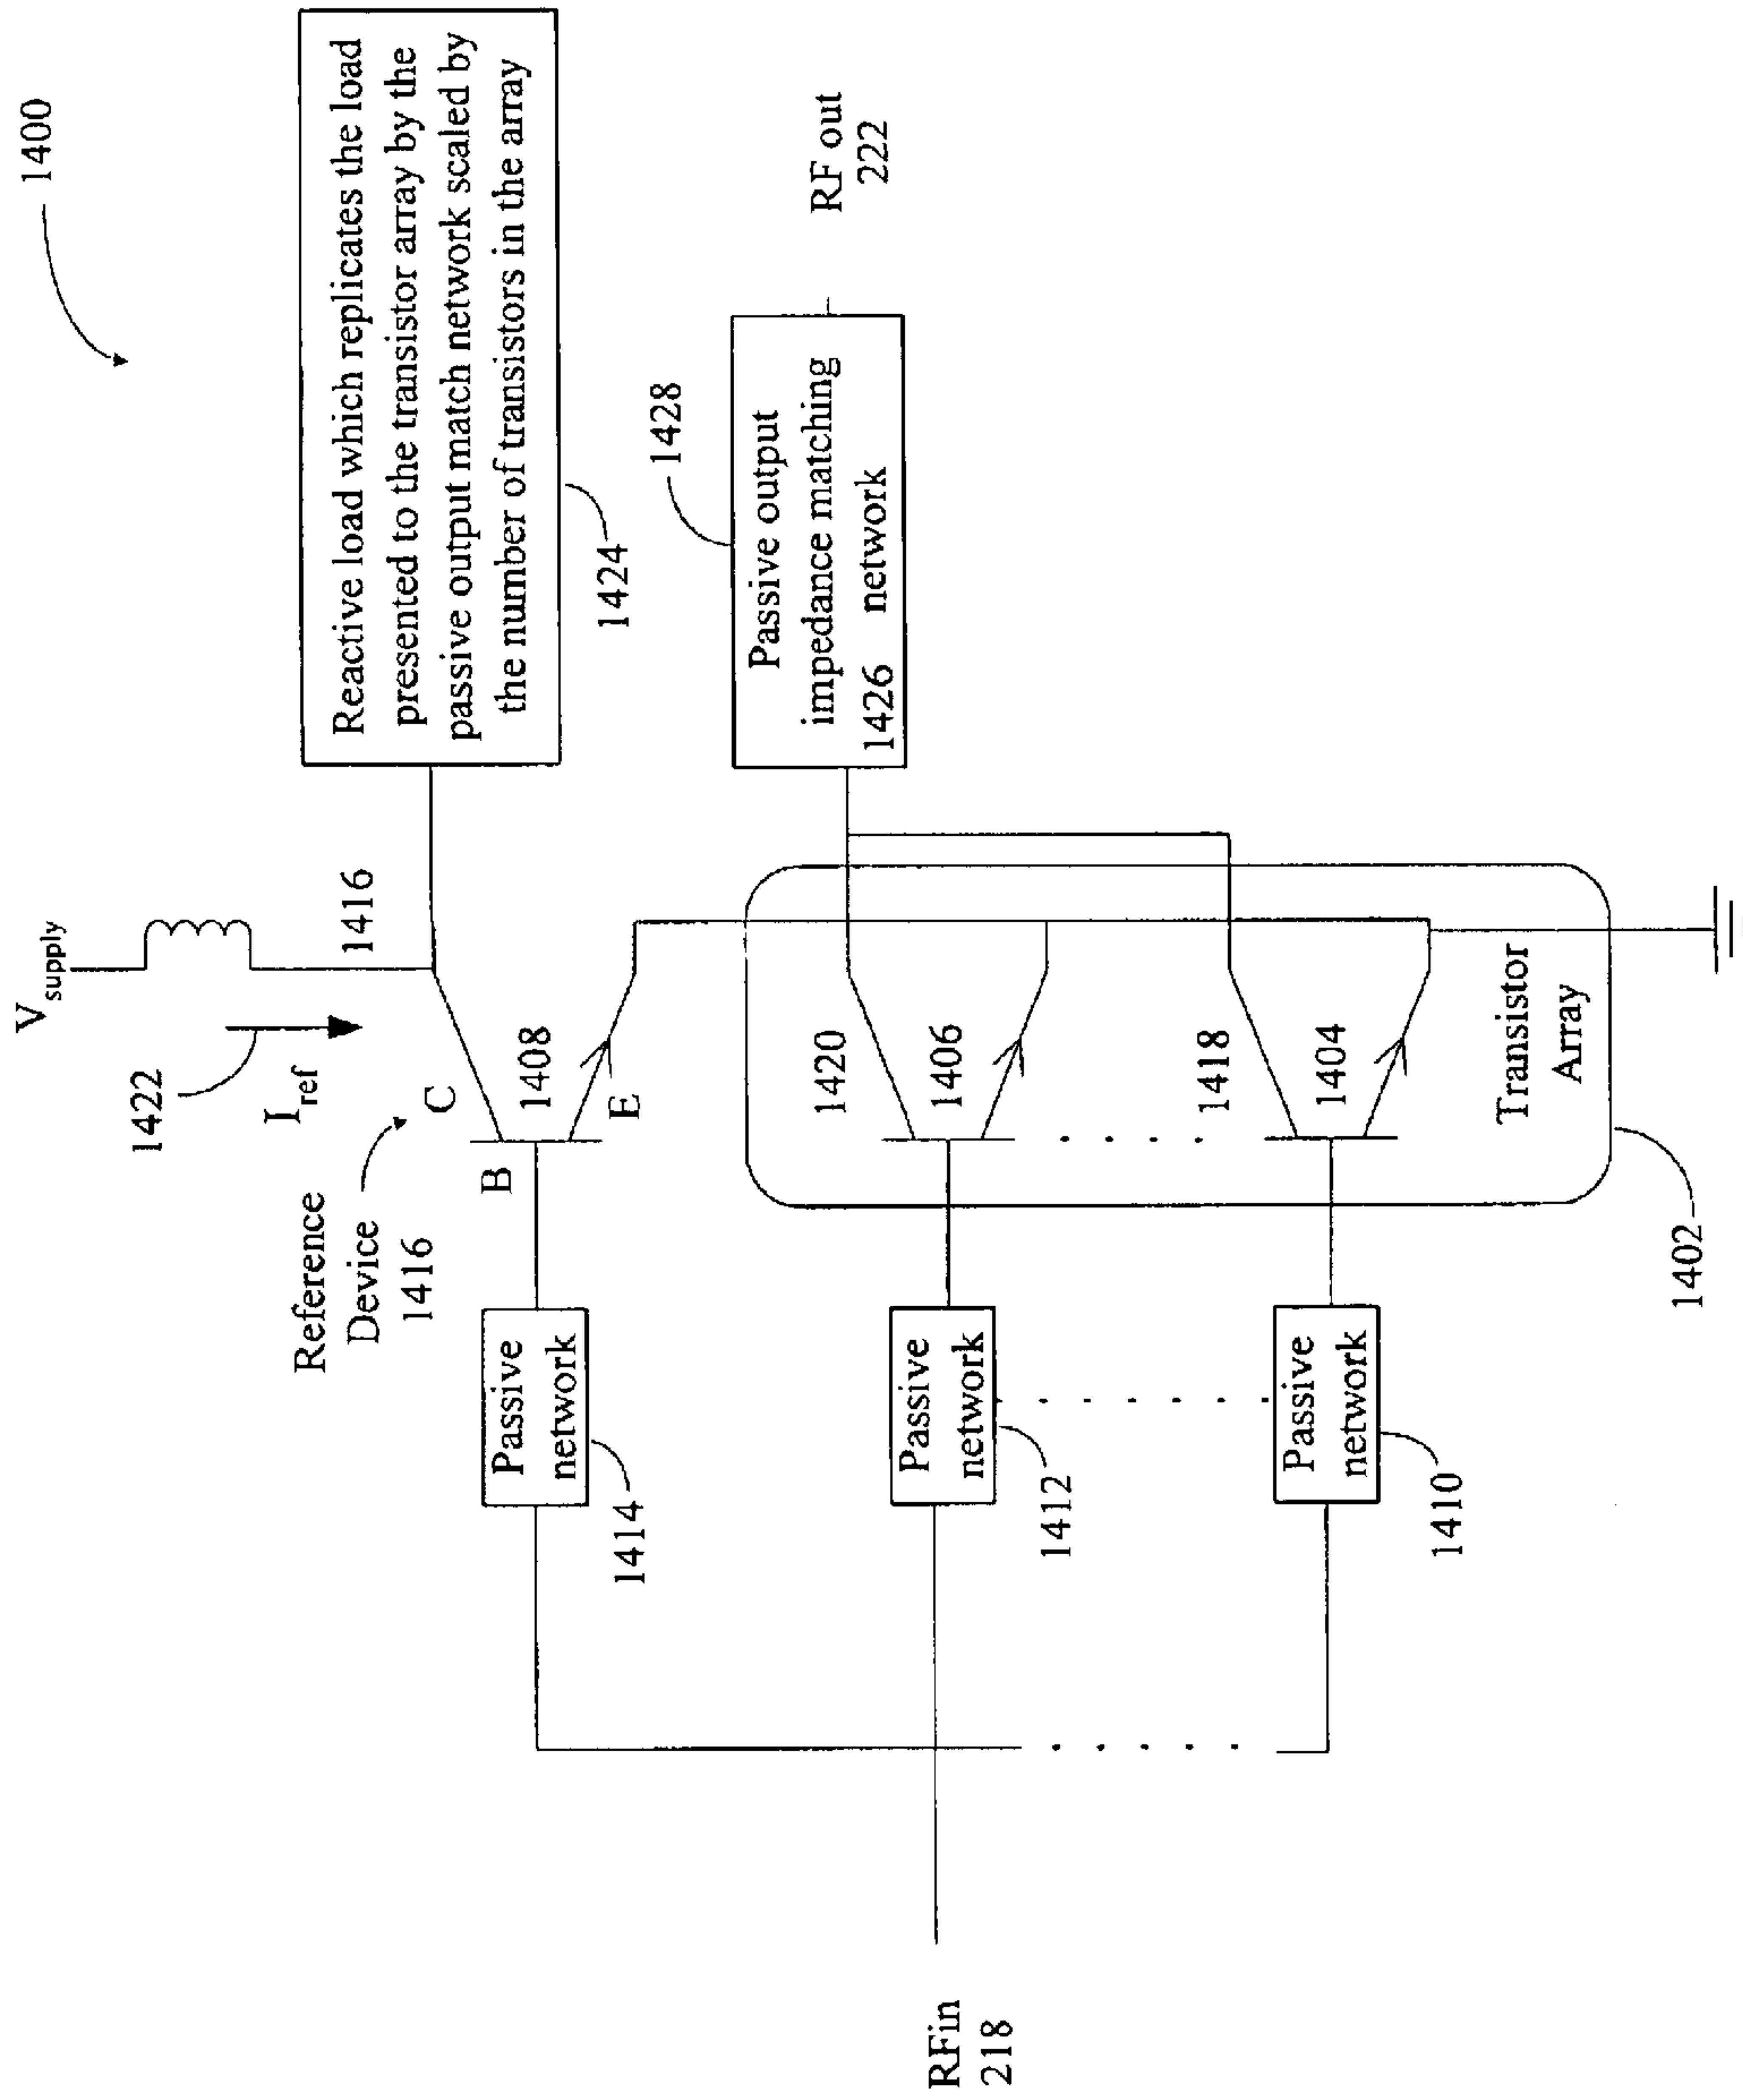 1400
V supply
1422
I ref
1416
Reactive load which replicates the load
presented to the transistor array by the
passive output match network scaled by
the number of transistors in the array
1424
Reference
Device
1416
C
B
1408
E
Passive
network
1414
1428
Passive output
impedance matching
1426 network
RF out
222
RFin
218
Passive
network
1412
1420
1406
Passive
network
1410
1418
1404
Transistor
Array
1402